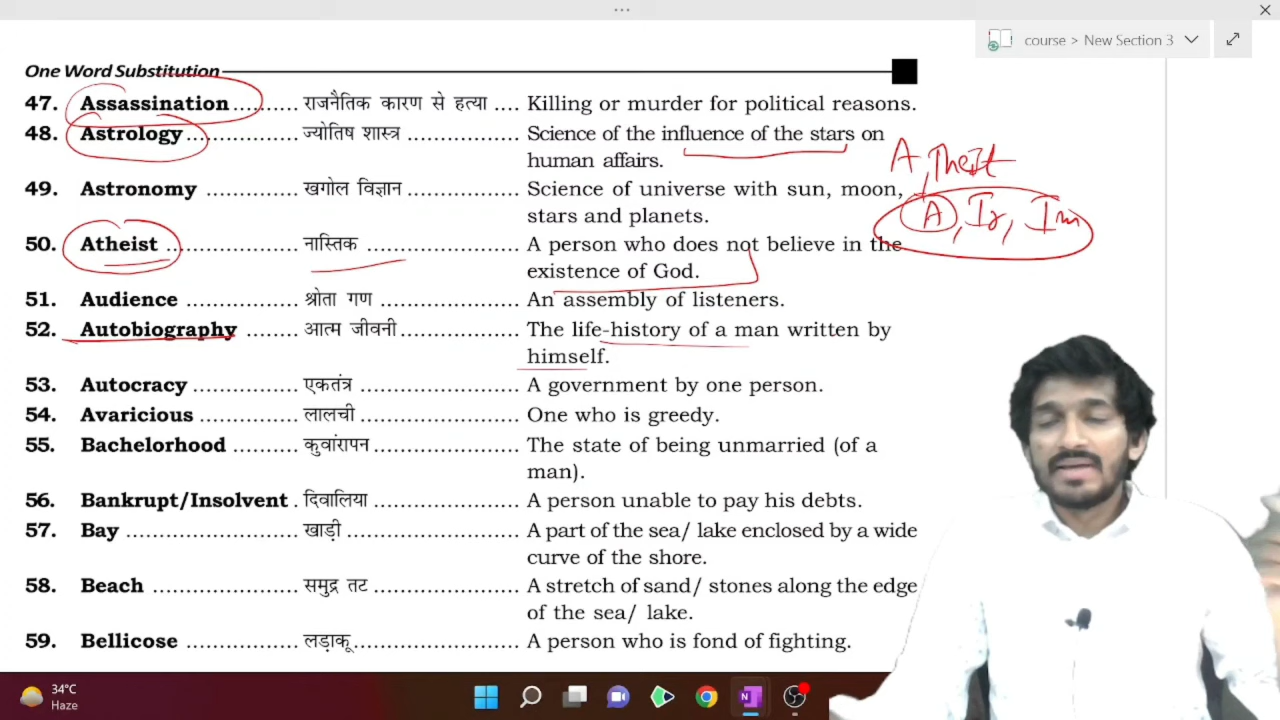 course > New Section 3
One Word Substitution
47. Assassination .......... राजनैतिक कारण से हत्या .... Killing or murder for political reasons.
48. Astrology ................. ज्योतिष शास्त्र ................ Science of the influence of the stars on
human affairs.
49. Astronomy .............. खगोल विज्ञान ................ Science of universe with sun, moon,
stars and planets.
50. Atheist .................... नास्तिक ...................... A person who does not believe in the
existence of God.
51. Audience ................ श्रोता गण .................... An assembly of listeners.
52. Autobiography ........ आत्म जीवनी ................. The life-history of a man written by
himself.
53. Autocracy ............... एकतंत्र ....................... A government by one person.
54. Avaricious .............. लालची ....................... One who is greedy.
55. Bachelorhood .......... कुवांरापन .................... The state of being unmarried (of a
man).
56. Bankrupt/Insolvent . दिवालिया .................... A person unable to pay his debts.
57. Bay ......................... खाड़ी ......................... A part of the sea/ lake enclosed by a wide
curve of the shore.
58. Beach ..................... समुद्र तट .................... A stretch of sand/ stones along the edge
of the sea/ lake.
59. Bellicose ................ लड़ाकू ....................... A person who is fond of fighting.
A, Theist
A, Ir, Im
34°C
Haze